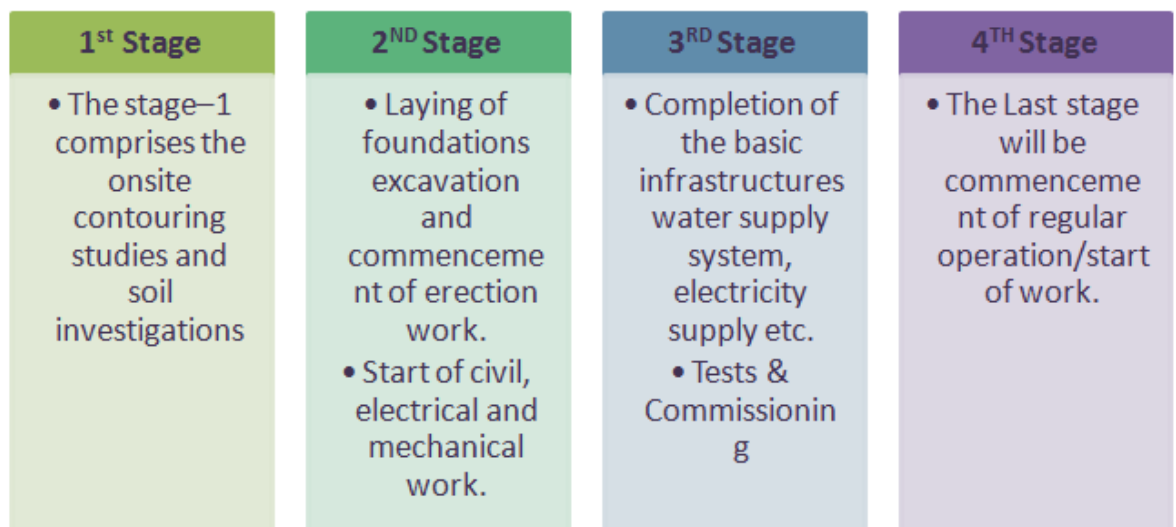 1st Stage
• The stage–1
comprises the
onsite
contouring
studies and
soil
investigations
2ND Stage
• Laying of
foundations
excavation
and
commenceme
nt of erection
work.
• Start of civil,
electrical and
mechanical
work.
3RD Stage
• Completion of
the basic
infrastructures
water supply
system,
electricity
supply etc.
• Tests &
Commissionin
g
4TH Stage
• The Last stage
will be
commenceme
nt of regular
operation/start
of work.